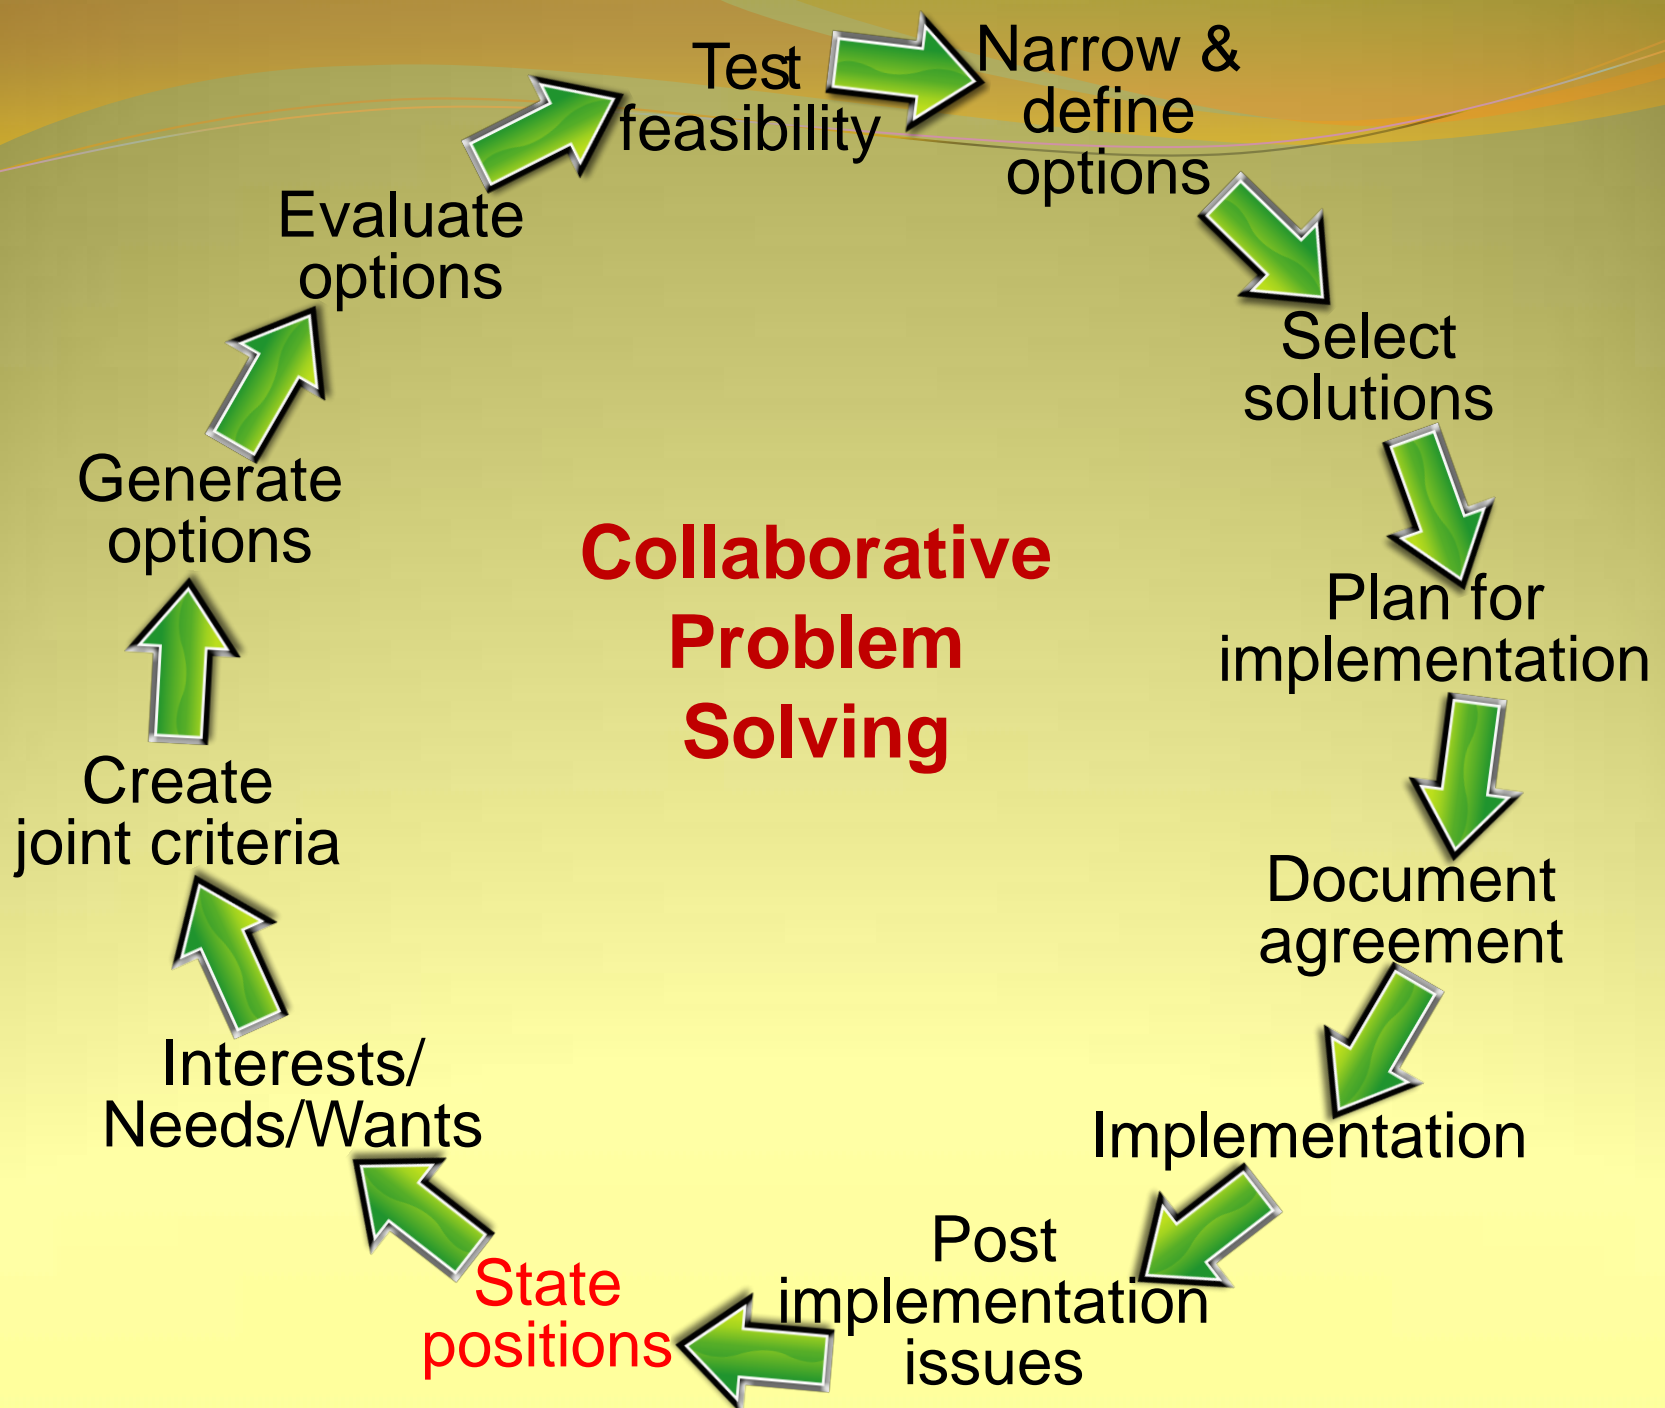 Test
feasibility
Narrow &
define
options
Select
solutions
Plan for
implementation
Document
agreement
Implementation
Post
implementation
issues
State
positions
Interests/
Needs/Wants
Create
joint criteria
Generate
options
Evaluate
options
Collaborative
Problem
Solving